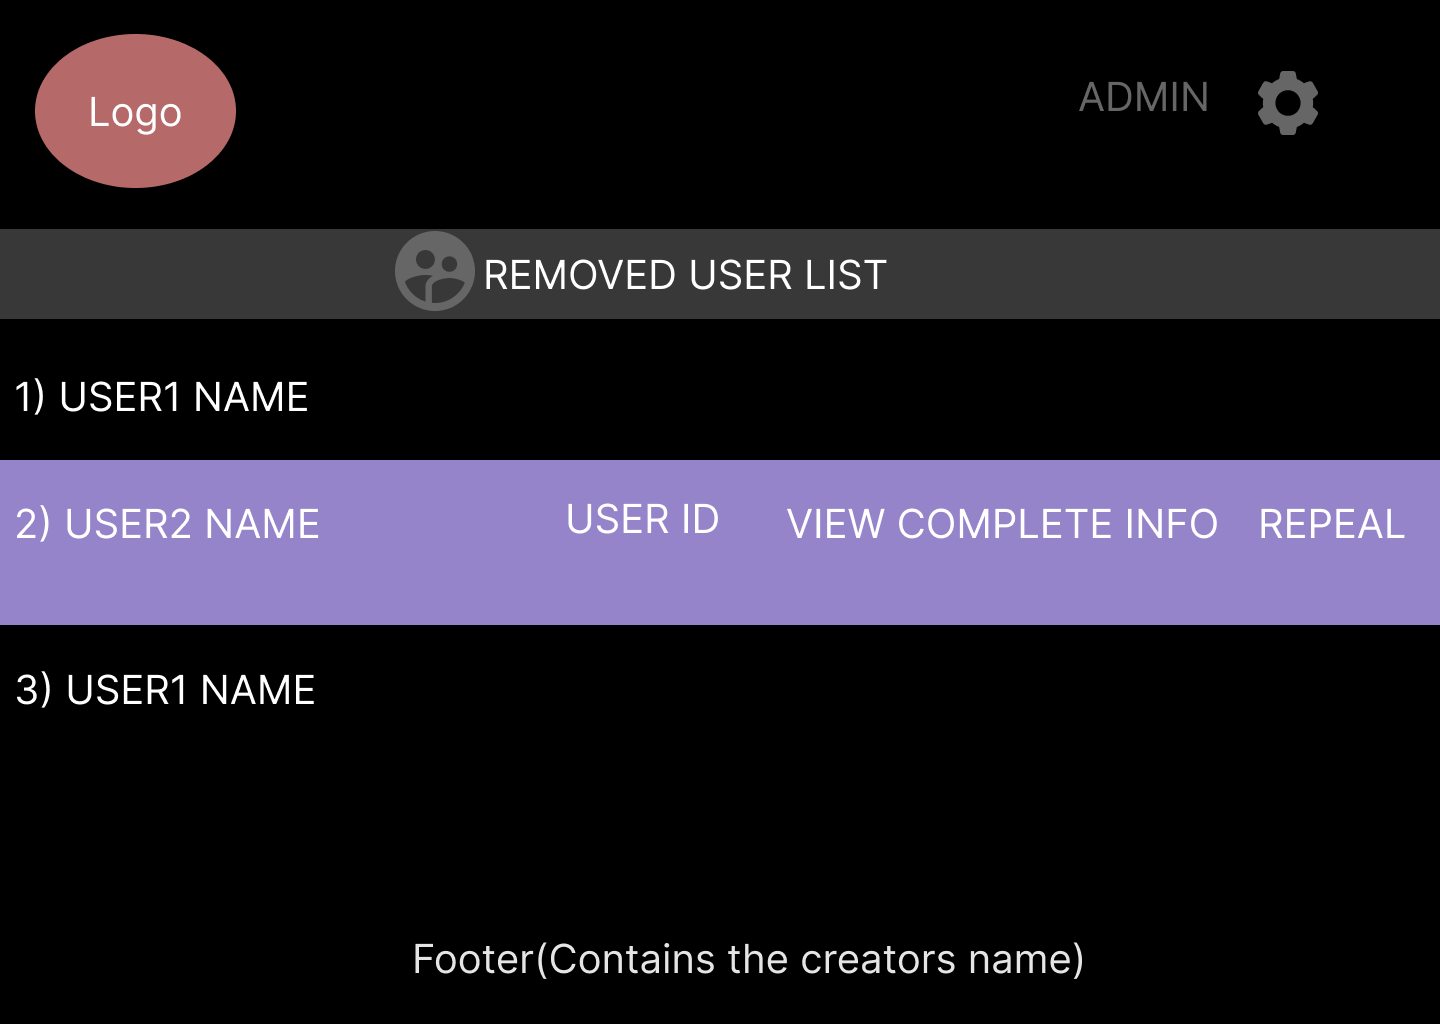 Logo
ADMIN
REMOVED USER LIST
1) USER1 NAME
2) USER2 NAME USER ID VIEW COMPLETE INFO REPEAL
3) USER1 NAME
Footer(Contains the creators name)